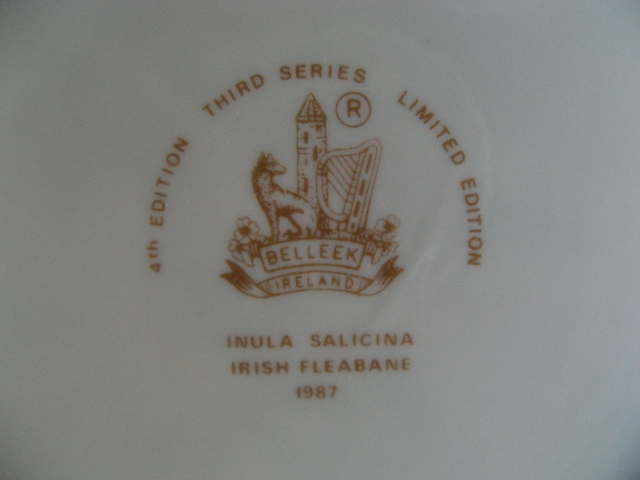 4th EDITION THIRD SERIES LIMITED EDITION
R
BELLEEK
IRELAND
INULA SALICINA
IRISH FLEABANE
1987